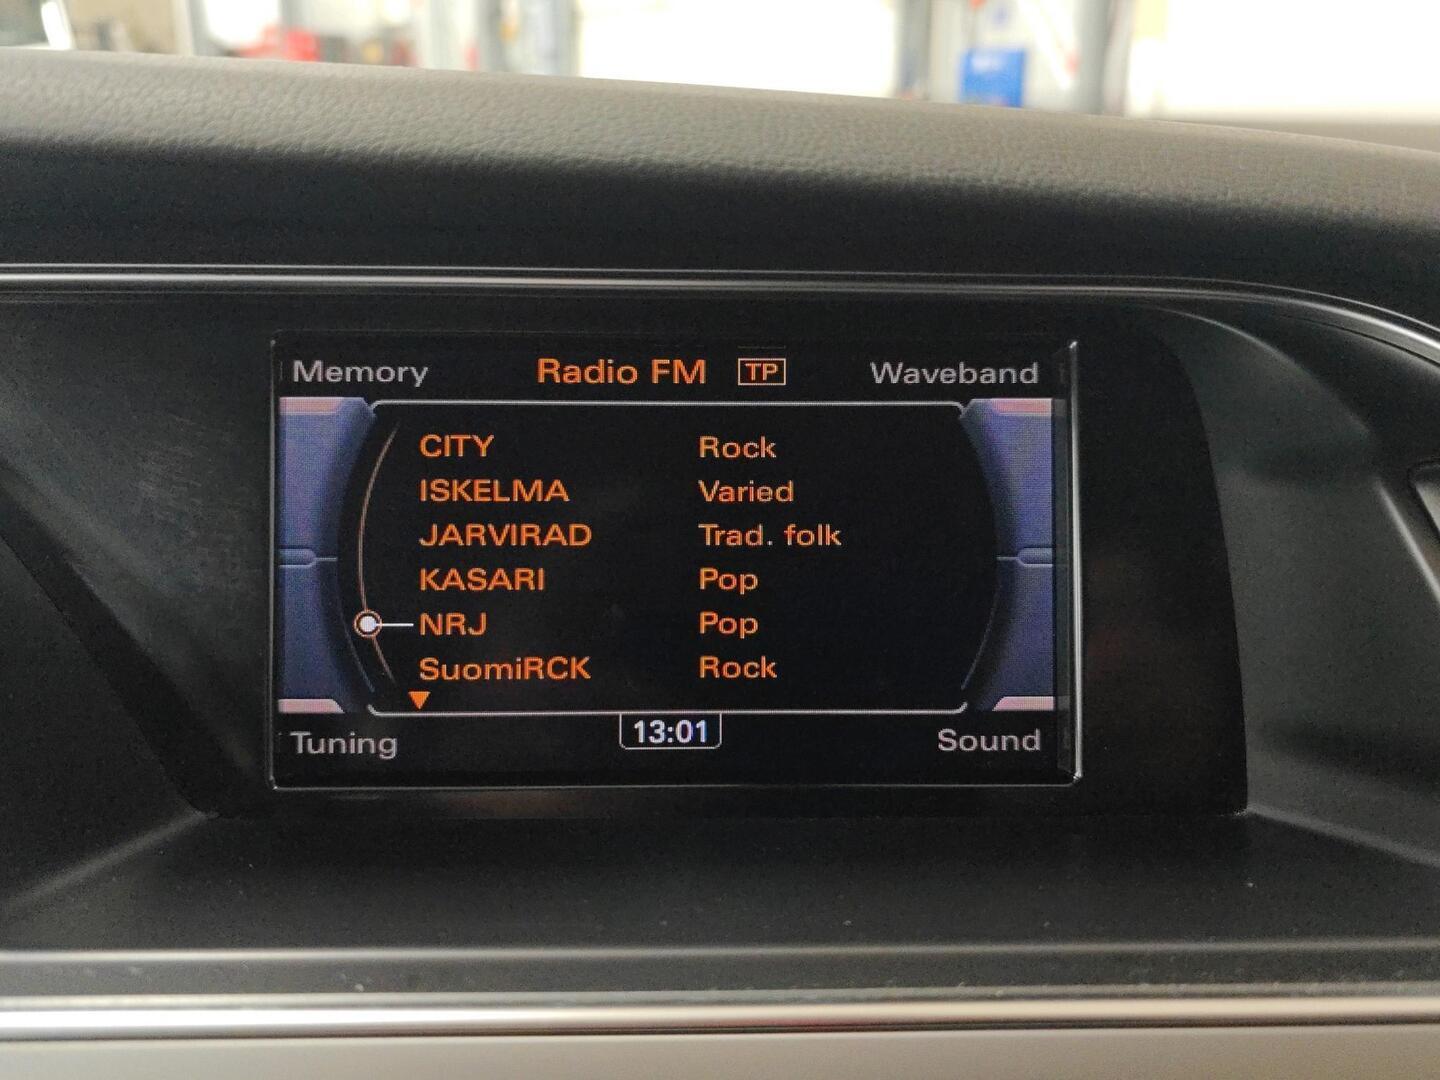 Memory Radio FM TP Waveband
CITY Rock
ISKELMA Varied
JARVIRAD Trad. folk
KASARI Pop
NRJ Pop
SuomiRCK Rock
Tuning 13:01 Sound